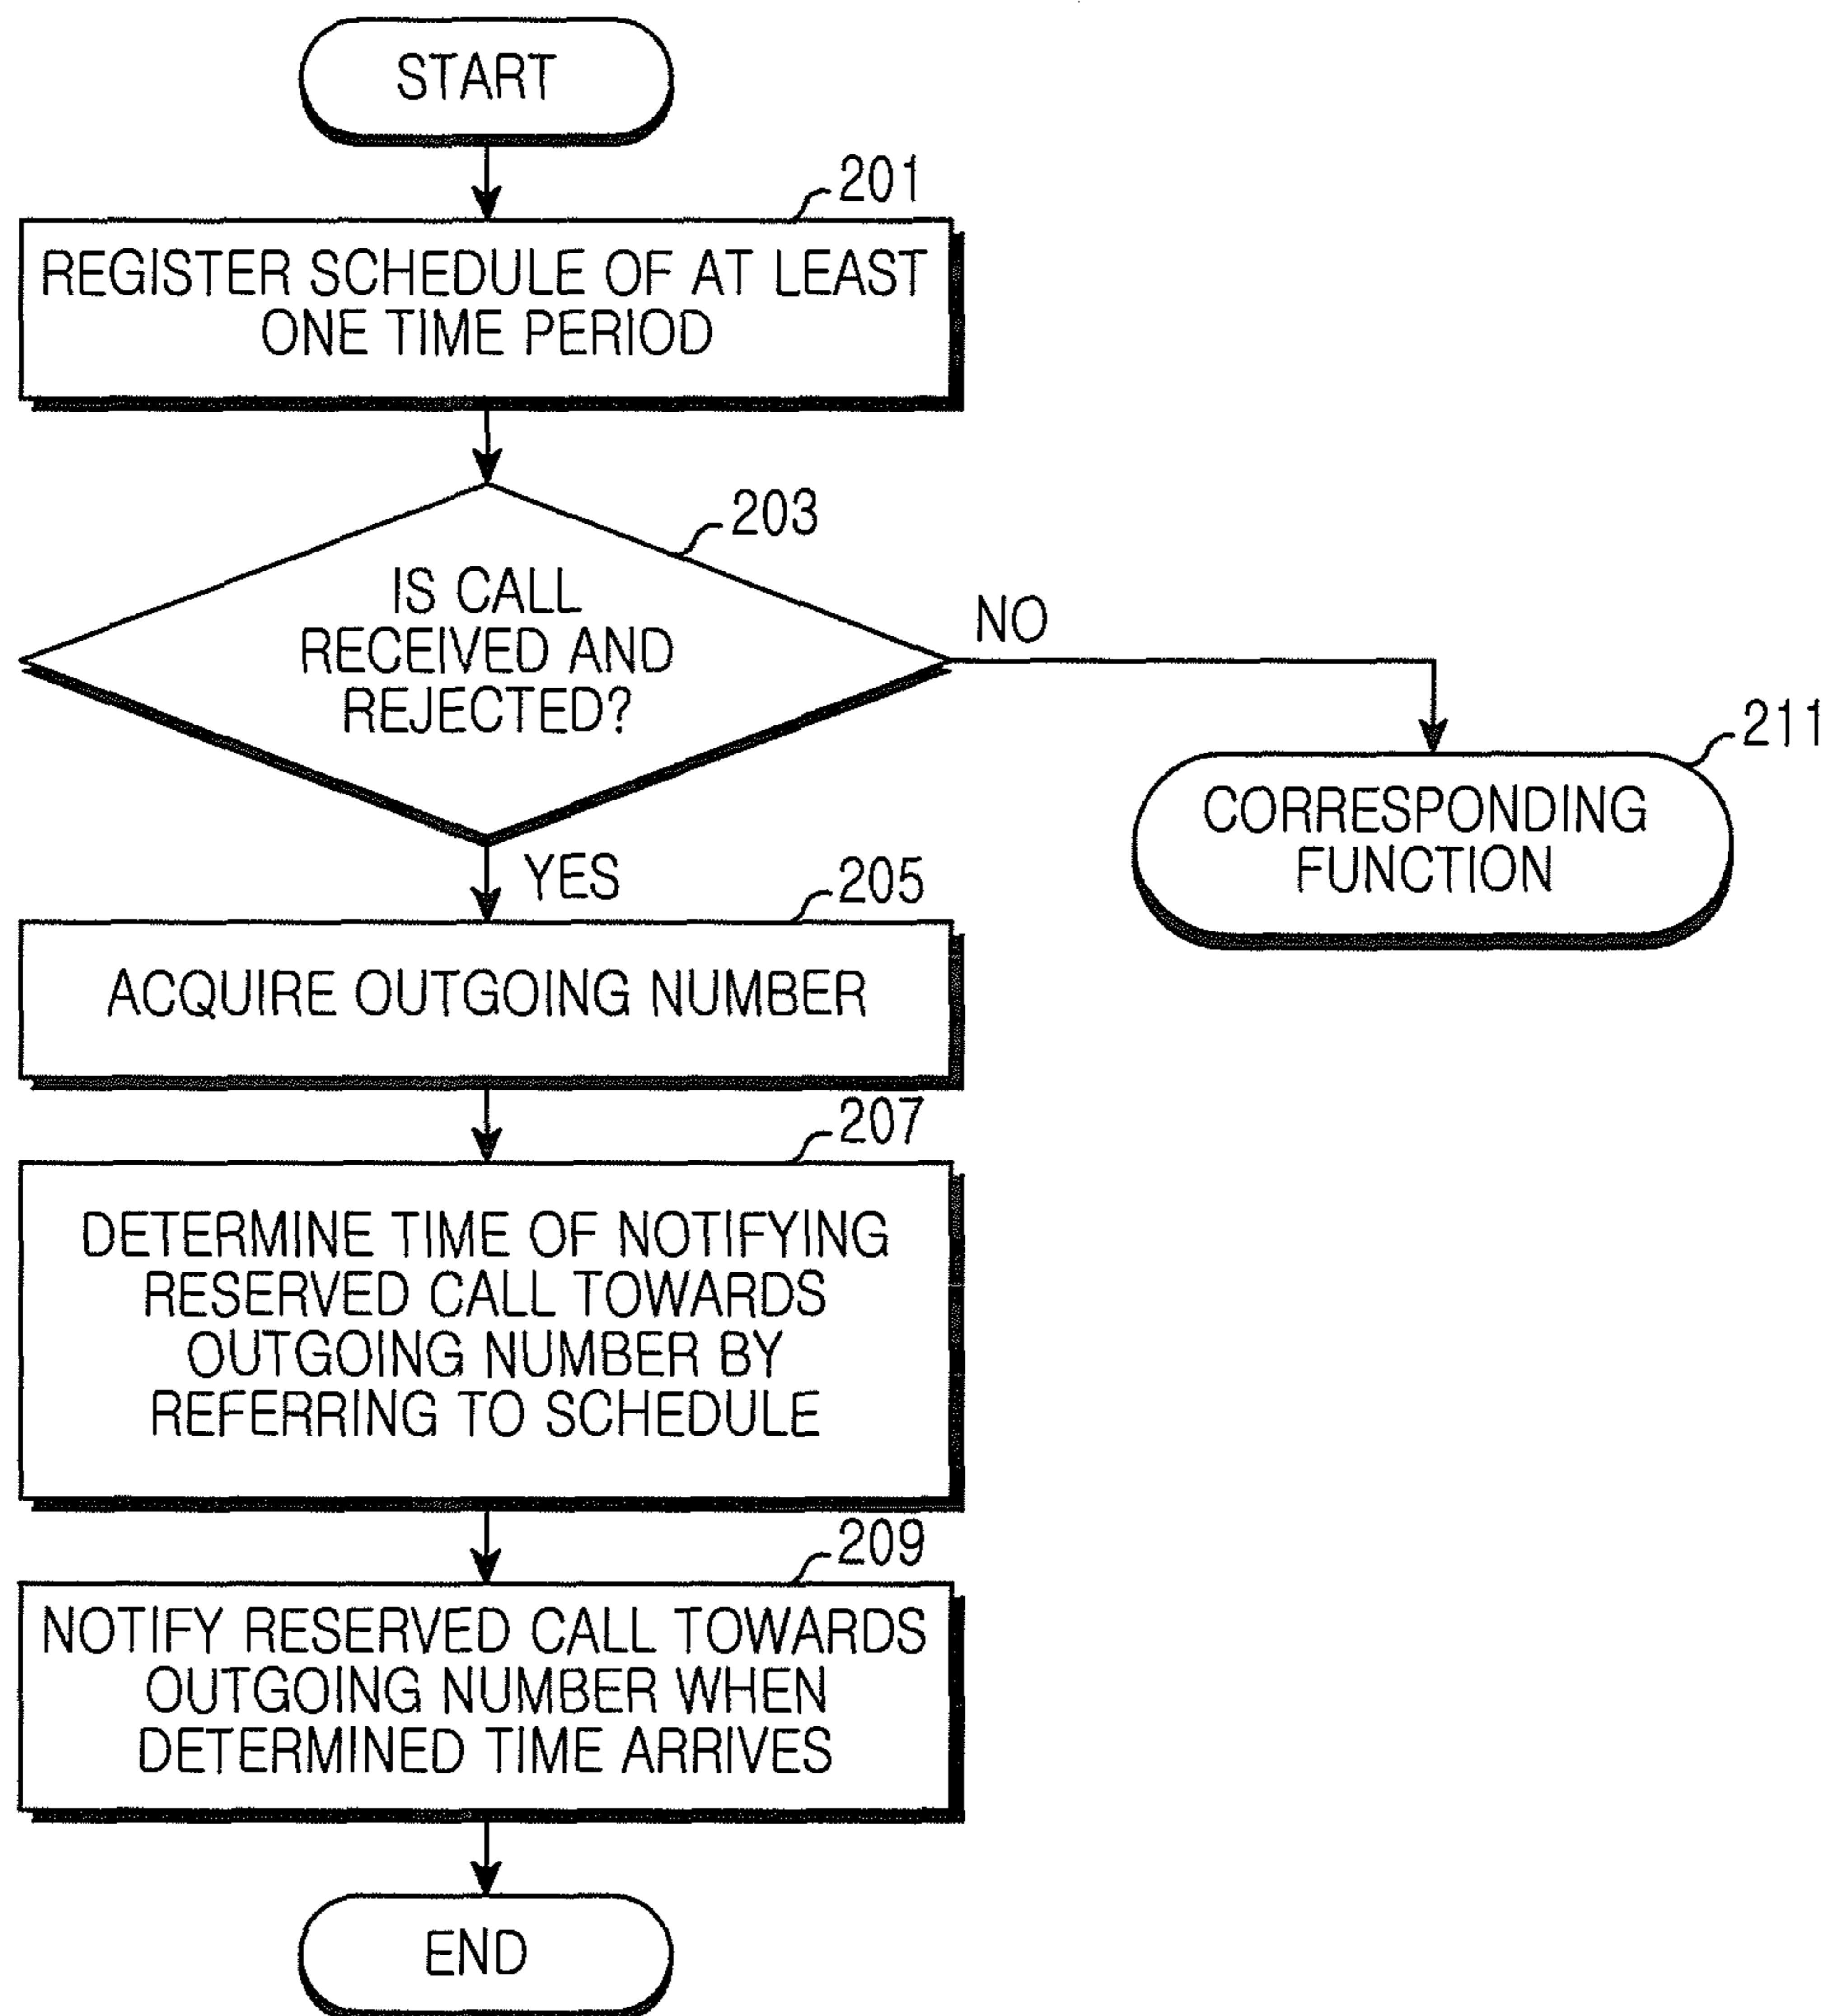 START
201
REGISTER SCHEDULE OF AT LEAST
ONE TIME PERIOD
203
IS CALL
RECEIVED AND
REJECTED?
NO
211
CORRESPONDING
FUNCTION
YES
205
ACQUIRE OUTGOING NUMBER
207
DETERMINE TIME OF NOTIFYING
RESERVED CALL TOWARDS
OUTGOING NUMBER BY
REFERRING TO SCHEDULE
209
NOTIFY RESERVED CALL TOWARDS
OUTGOING NUMBER WHEN
DETERMINED TIME ARRIVES
END